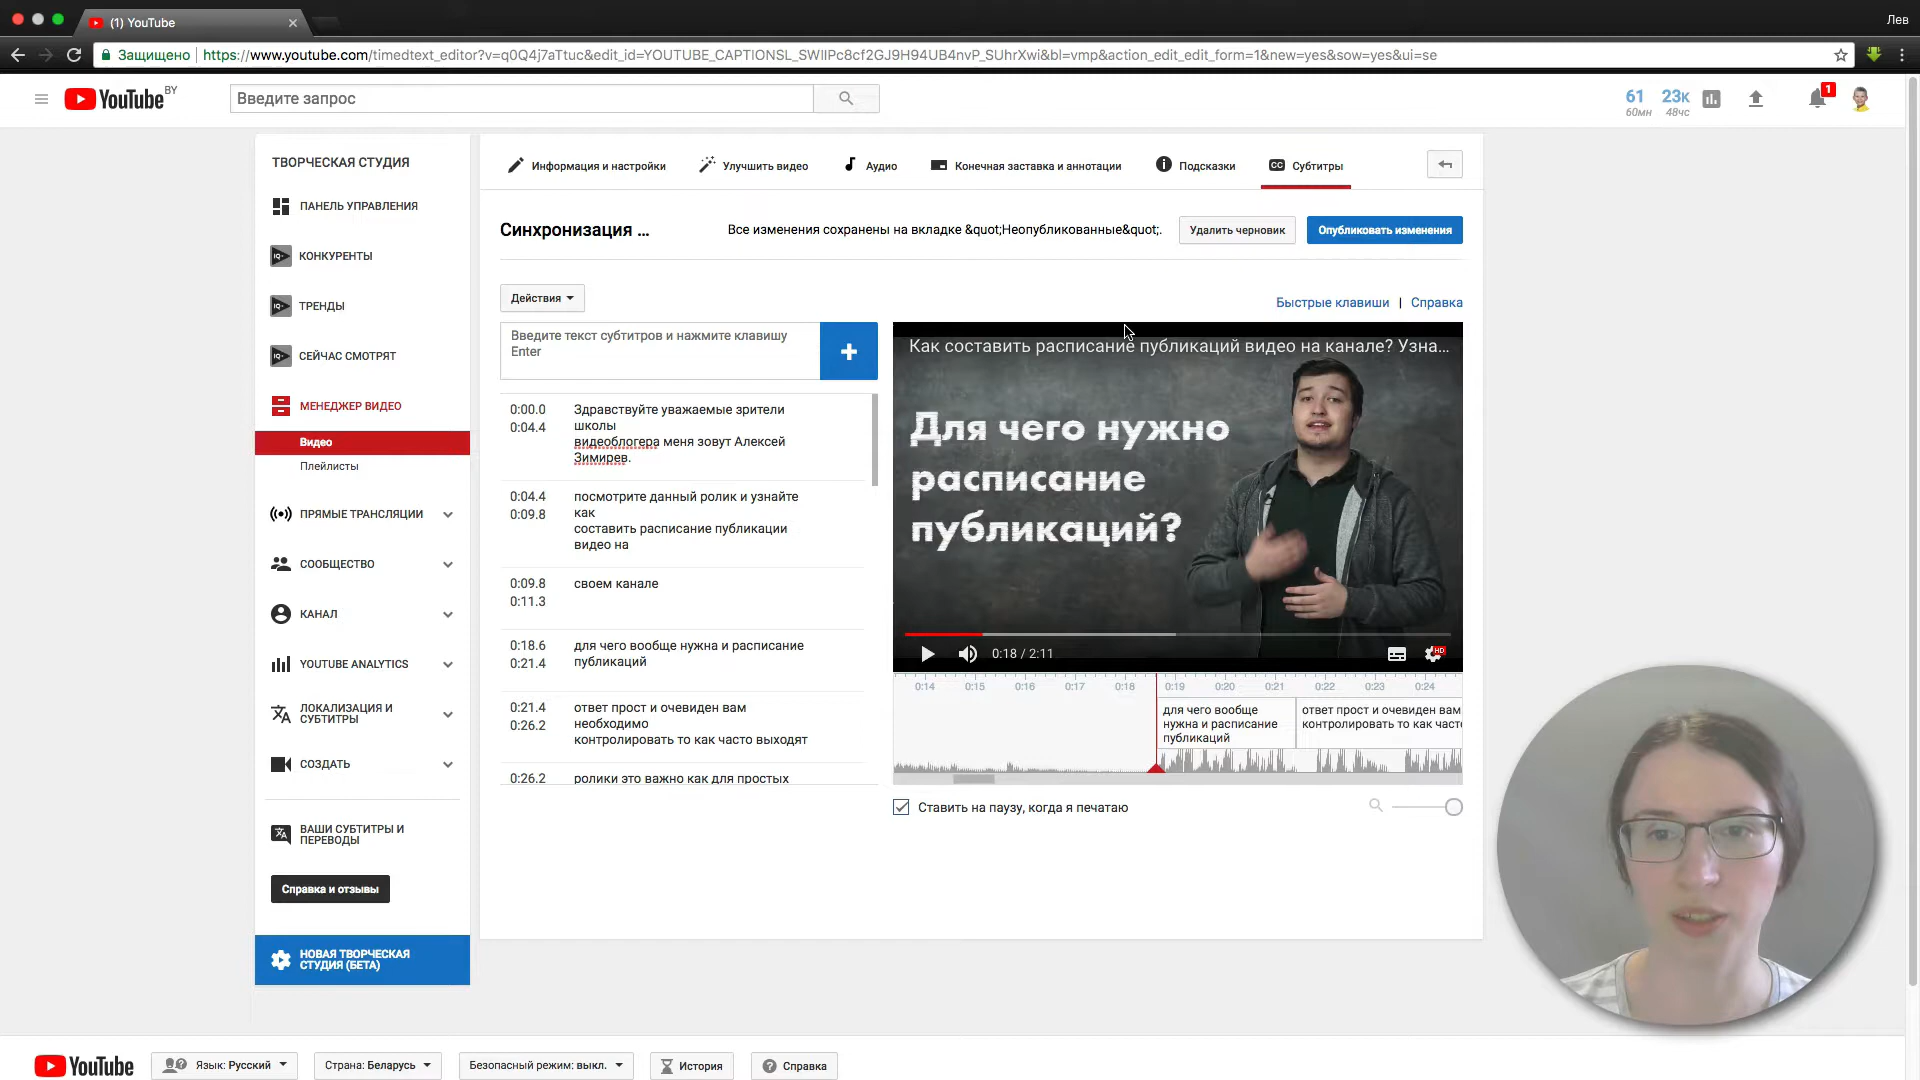 (1) YouTube
Лев
Защищено
https://www.youtube.com/timedtext_editor?v=q0Q4j7aTtuc&edit_id=YOUTUBE_CAPTIONSL_SWIIPc8cf2GJ9H94UB4nvP_SUhrXwi&bl=vmp&action_edit_edit_form=1&new=yes&sow=yes&ui=se
YouTube BY
Введите запрос
61
60мн
23K
48чс
1
ТВОРЧЕСКАЯ СТУДИЯ
ПАНЕЛЬ УПРАВЛЕНИЯ
КОНКУРЕНТЫ
ТРЕНДЫ
СЕЙЧАС СМОТРЯТ
МЕНЕДЖЕР ВИДЕО
Видео
Плейлисты
ПРЯМЫЕ ТРАНСЛЯЦИИ
СООБЩЕСТВО
КАНАЛ
YOUTUBE ANALYTICS
ЛОКАЛИЗАЦИЯ И
СУБТИТРЫ
СОЗДАТЬ
ВАШИ СУБТИТРЫ И
ПЕРЕВОДЫ
Справка и отзывы
НОВАЯ ТВОРЧЕСКАЯ
СТУДИЯ (БЕТА)
Информация и настройки
Улучшить видео
Аудио
Конечная заставка и аннотации
Подсказки
CC Субтитры
Синхронизация ...
Все изменения сохранены на вкладке &quot;Неопубликованные&quot;.
Удалить черновик
Опубликовать изменения
Действия
Быстрые клавиши | Справка
Введите текст субтитров и нажмите клавишу
Enter
+
0:00.0
0:04.4
Здравствуйте уважаемые зрители
школы
видеоблогера меня зовут Алексей
Зимирев.
0:04.4
0:09.8
посмотрите данный ролик и узнайте
как
составить расписание публикации
видео на
0:09.8
0:11.3
своем канале
0:18.6
0:21.4
для чего вообще нужна и расписание
публикаций
0:21.4
0:26.2
ответ прост и очевиден вам
необходимо
контролировать то как часто выходят
0:26.2
ролики это важно как для простых
Как составить расписание публикаций видео на канале? Узна...
Для чего нужно
расписание
публикаций?
0:18 / 2:11
HD
0:14 0:15 0:16 0:17 0:18 0:19 0:20 0:21 0:22 0:23 0:24
для чего вообще
нужна и расписание
публикаций
ответ прост и очевиден вам
контролировать то как часто
Ставить на паузу, когда я печатаю
YouTube
Язык: Русский
Страна: Беларусь
Безопасный режим: выкл.
История
Справка